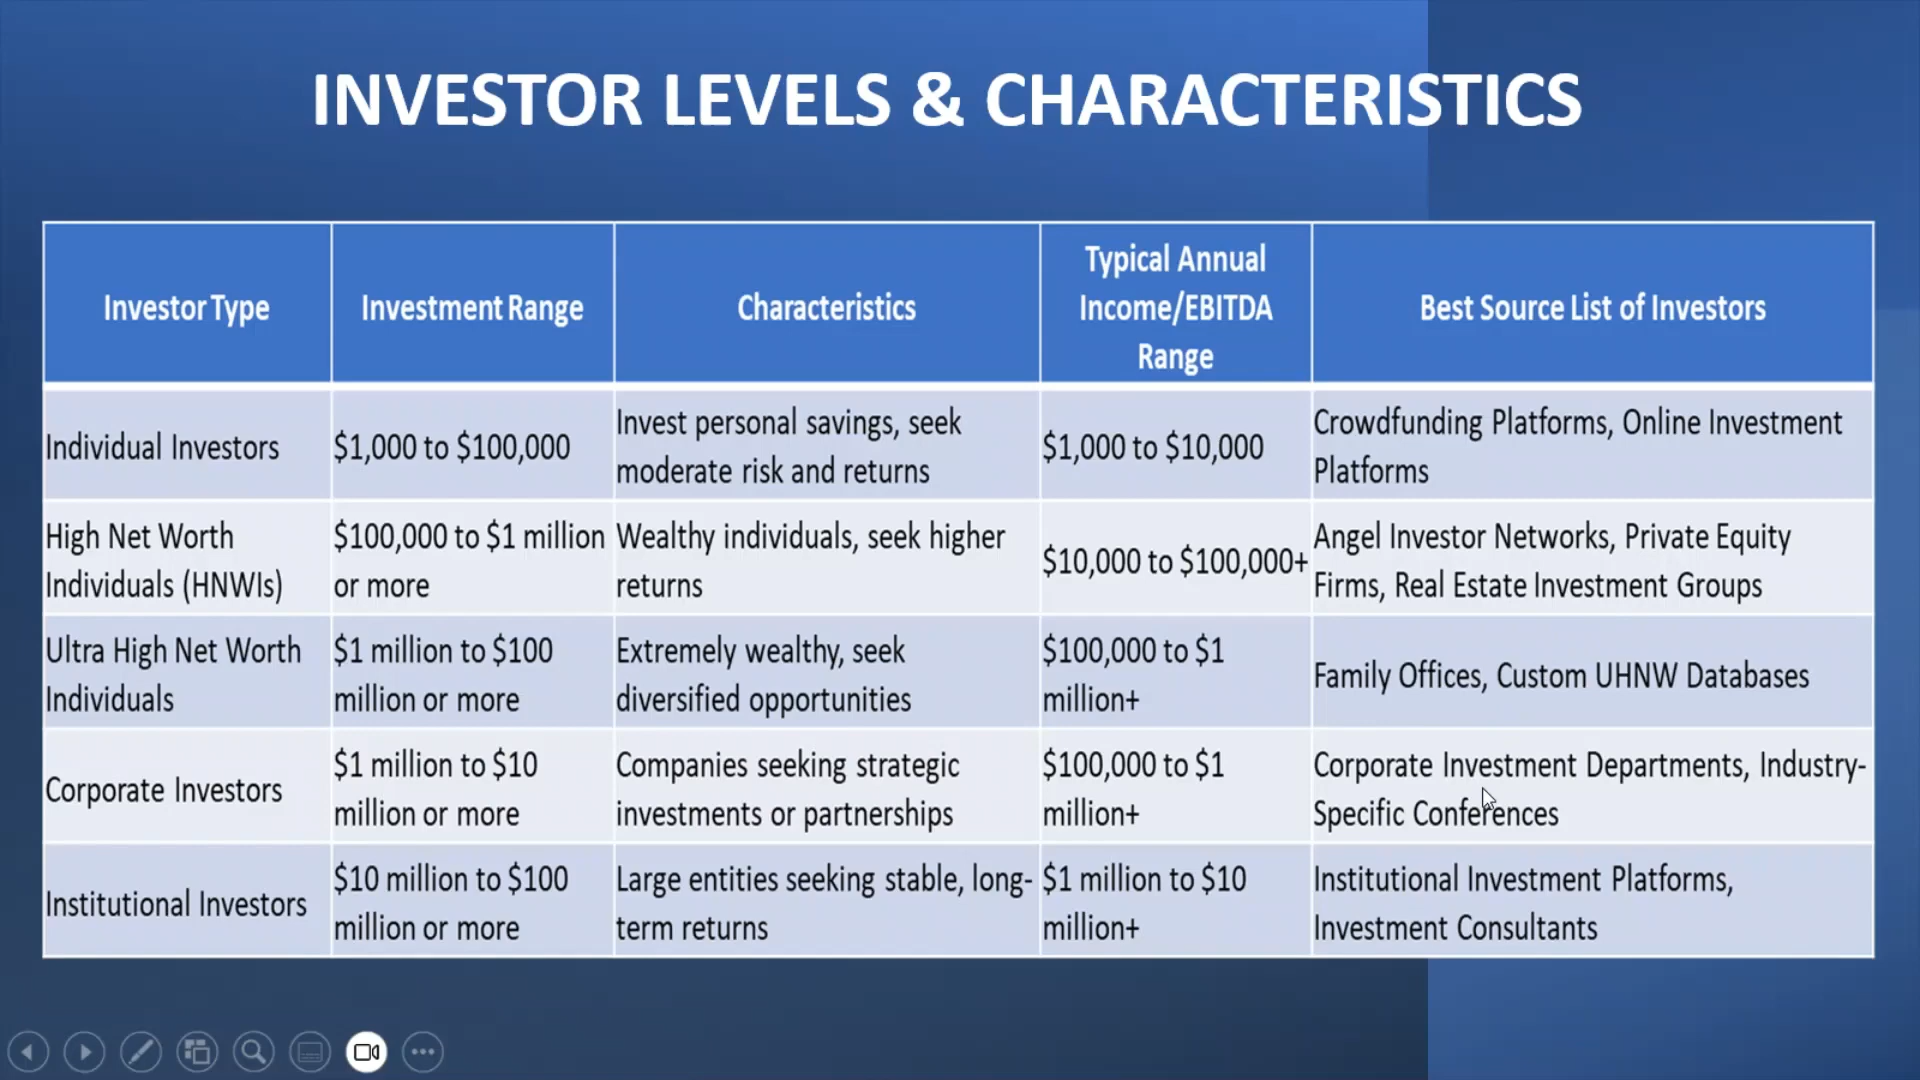 INVESTOR LEVELS & CHARACTERISTICS
Investor Type
Investment Range
Characteristics
Typical Annual
Income/EBITDA
Range
Best Source List of Investors
Individual Investors
$1,000 to $100,000
Invest personal savings, seek
moderate risk and returns
$1,000 to $10,000
Crowdfunding Platforms, Online Investment
Platforms
High Net Worth
Individuals (HNWIs)
$100,000 to $1 million
or more
Wealthy individuals, seek higher
returns
$10,000 to $100,000+
Angel Investor Networks, Private Equity
Firms, Real Estate Investment Groups
Ultra High Net Worth
Individuals
$1 million to $100
million or more
Extremely wealthy, seek
diversified opportunities
$100,000 to $1
million+
Family Offices, Custom UHNW Databases
Corporate Investors
$1 million to $10
million or more
Companies seeking strategic
investments or partnerships
$100,000 to $1
million+
Corporate Investment Departments, Industry-
Specific Conferences
Institutional Investors
$10 million to $100
million or more
Large entities seeking stable, long-
term returns
$1 million to $10
million+
Institutional Investment Platforms,
Investment Consultants